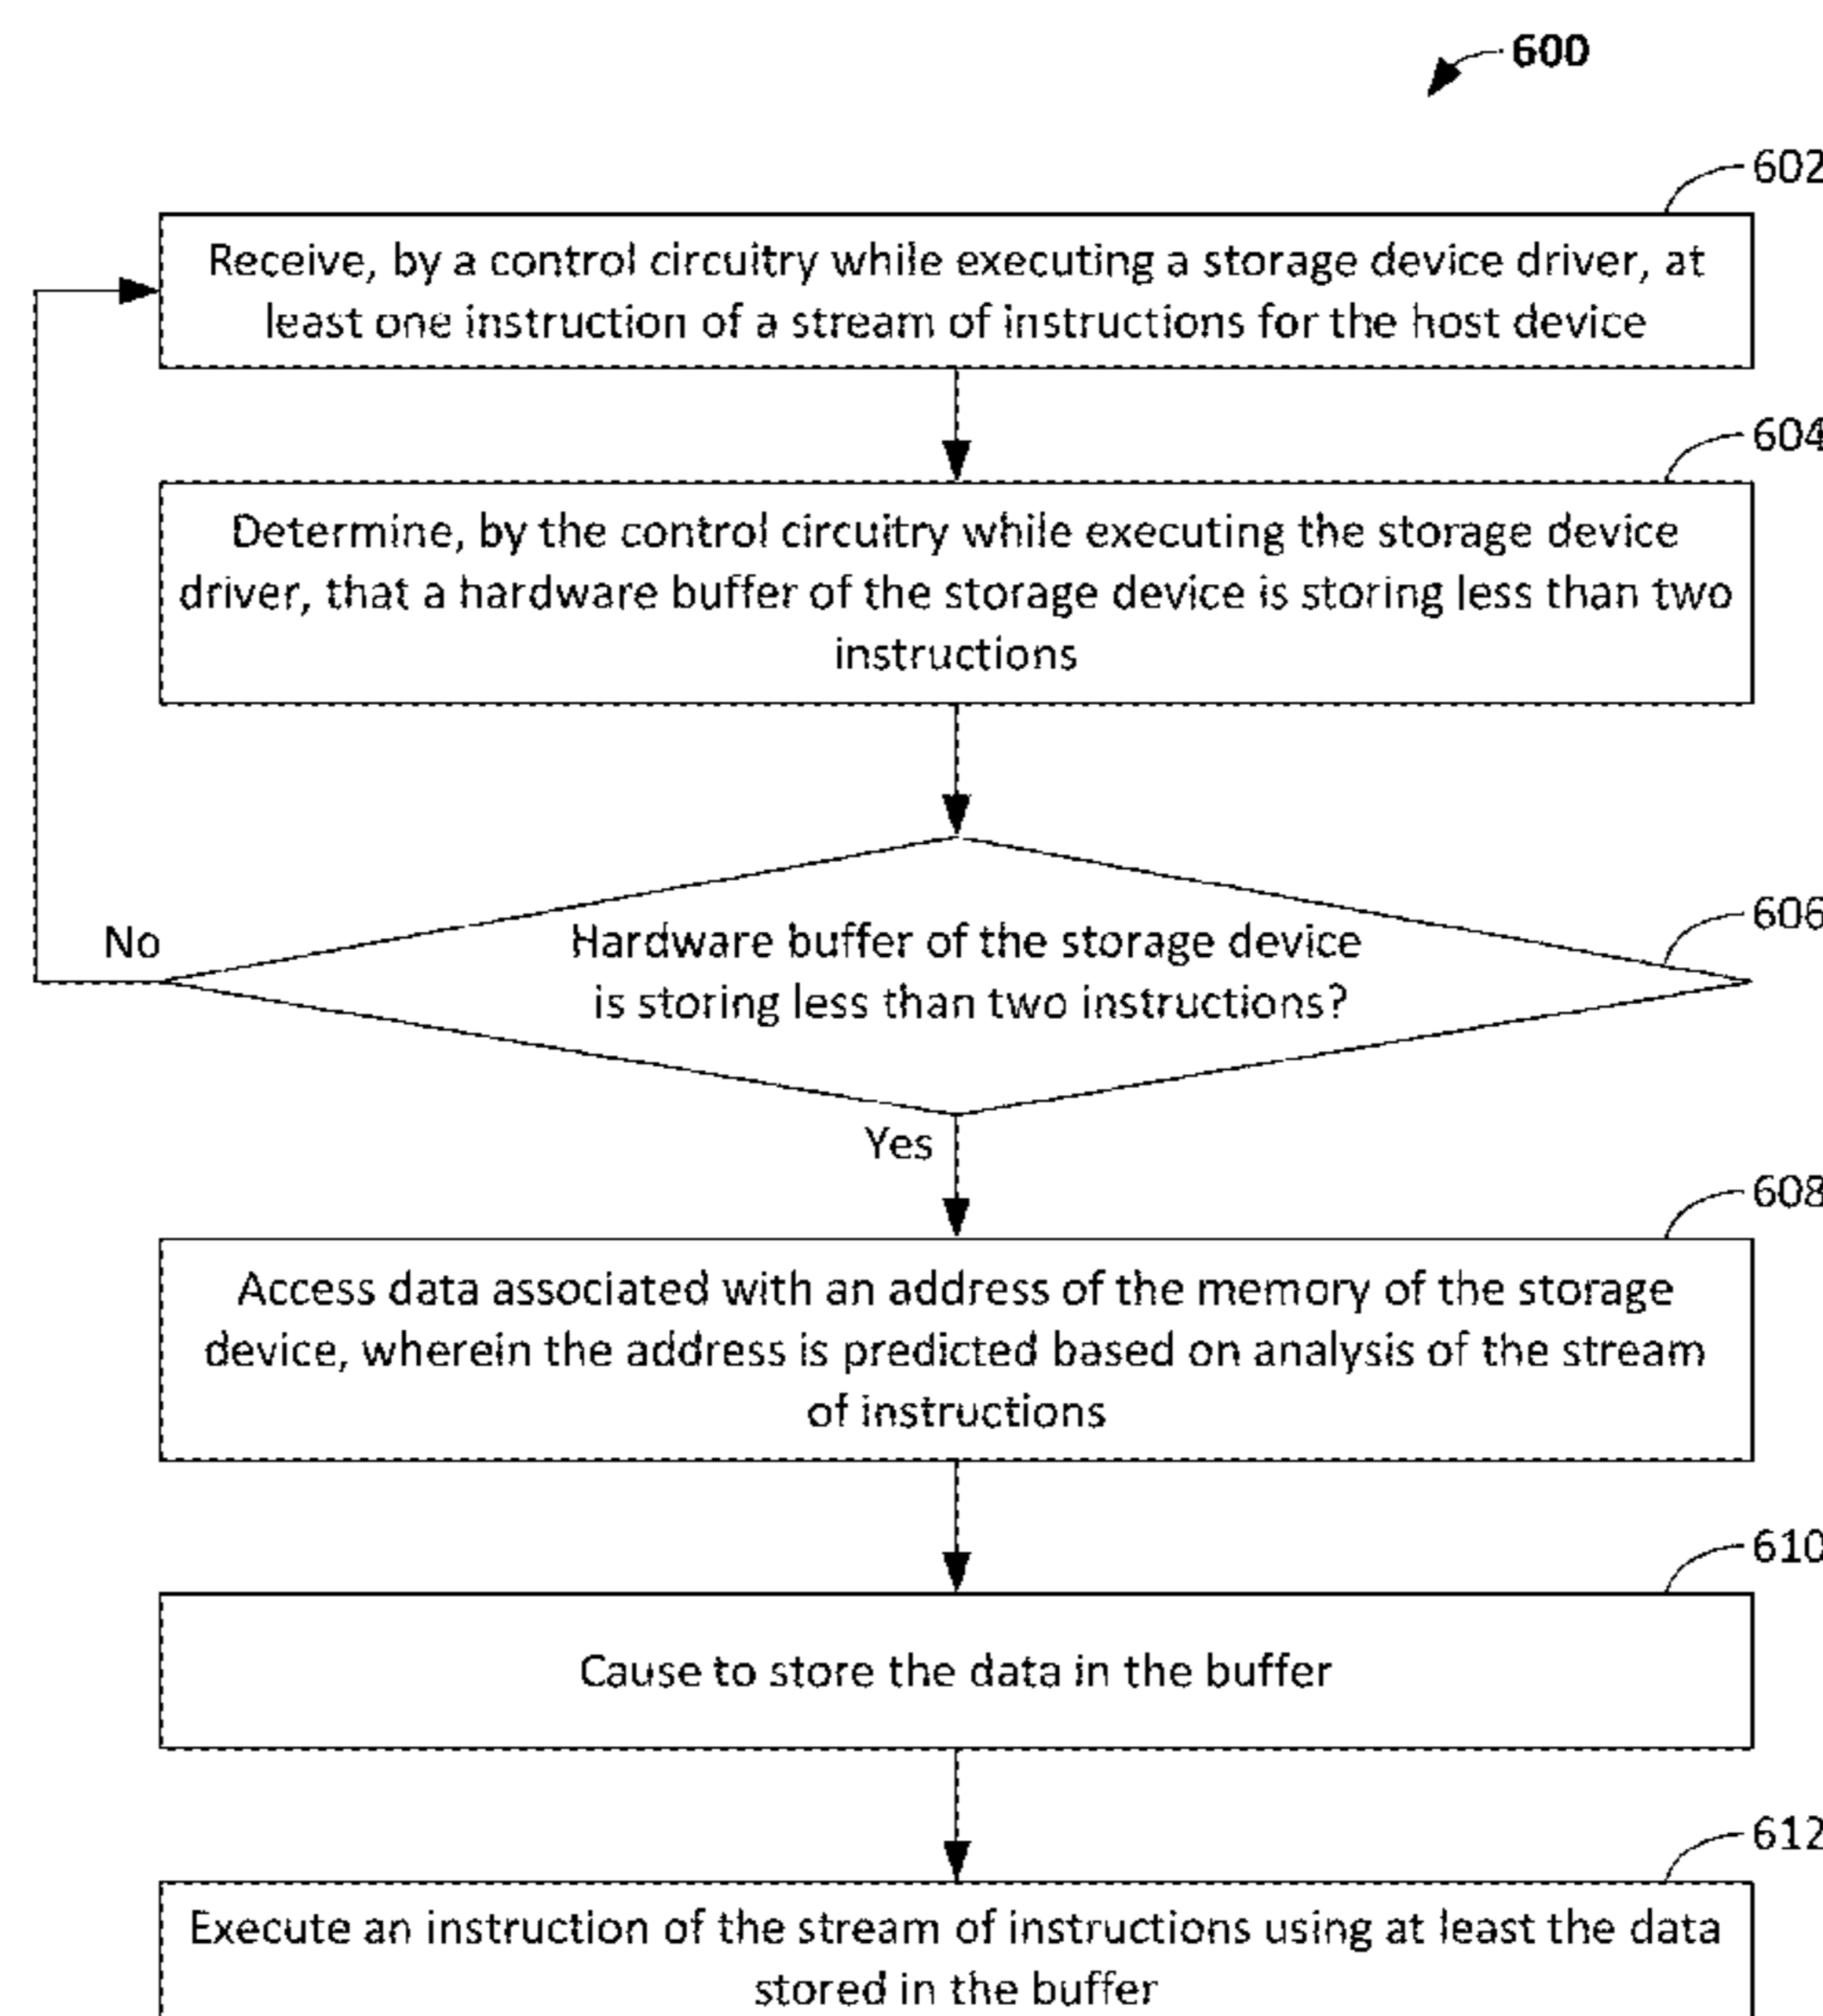 600
602
Receive, by a control circuitry while executing a storage device driver, at
least one instruction of a stream of instructions for the host device
604
Determine, by the control circuitry while executing the storage device
driver, that a hardware buffer of the storage device is storing less than two
instructions
606
No
Hardware buffer of the storage device
is storing less than two instructions?
Yes
608
Access data associated with an address of the memory of the storage
device, wherein the address is predicted based on analysis of the stream
of instructions
610
Cause to store the data in the buffer
612
Execute an instruction of the stream of instructions using at least the data
stored in the buffer